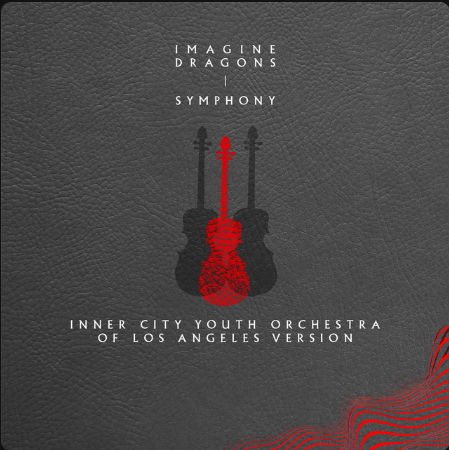 IMAGINE
DRAGONS
|
SYMPHONY
INNER CITY YOUTH ORCHESTRA
OF LOS ANGELES VERSION